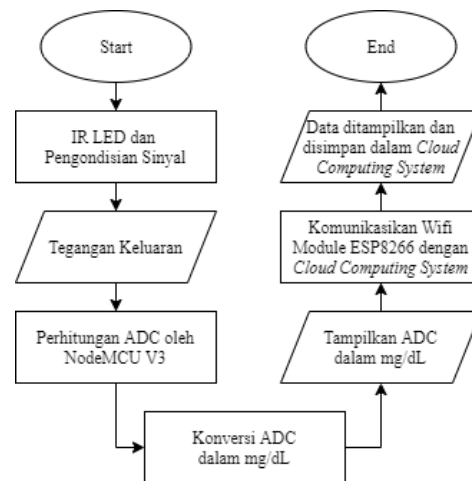 Start
IR LED dan
Pengondisian Sinyal
Tegangan Keluaran
Perhitungan ADC oleh
NodeMCU V3
Konversi ADC
dalam mg/dL
Tampilkan ADC
dalam mg/dL
Komunikasikan Wifi
Module ESP8266 dengan
Cloud Computing System
Data ditampilkan dan
disimpan dalam Cloud
Computing System
End